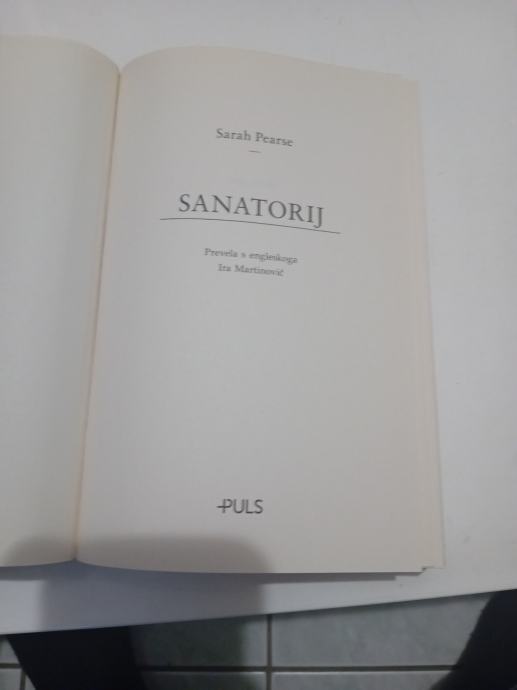 Sarah Pearse
SANATORIJ
Prevela s engleskoga
Ira Martinović
PULS